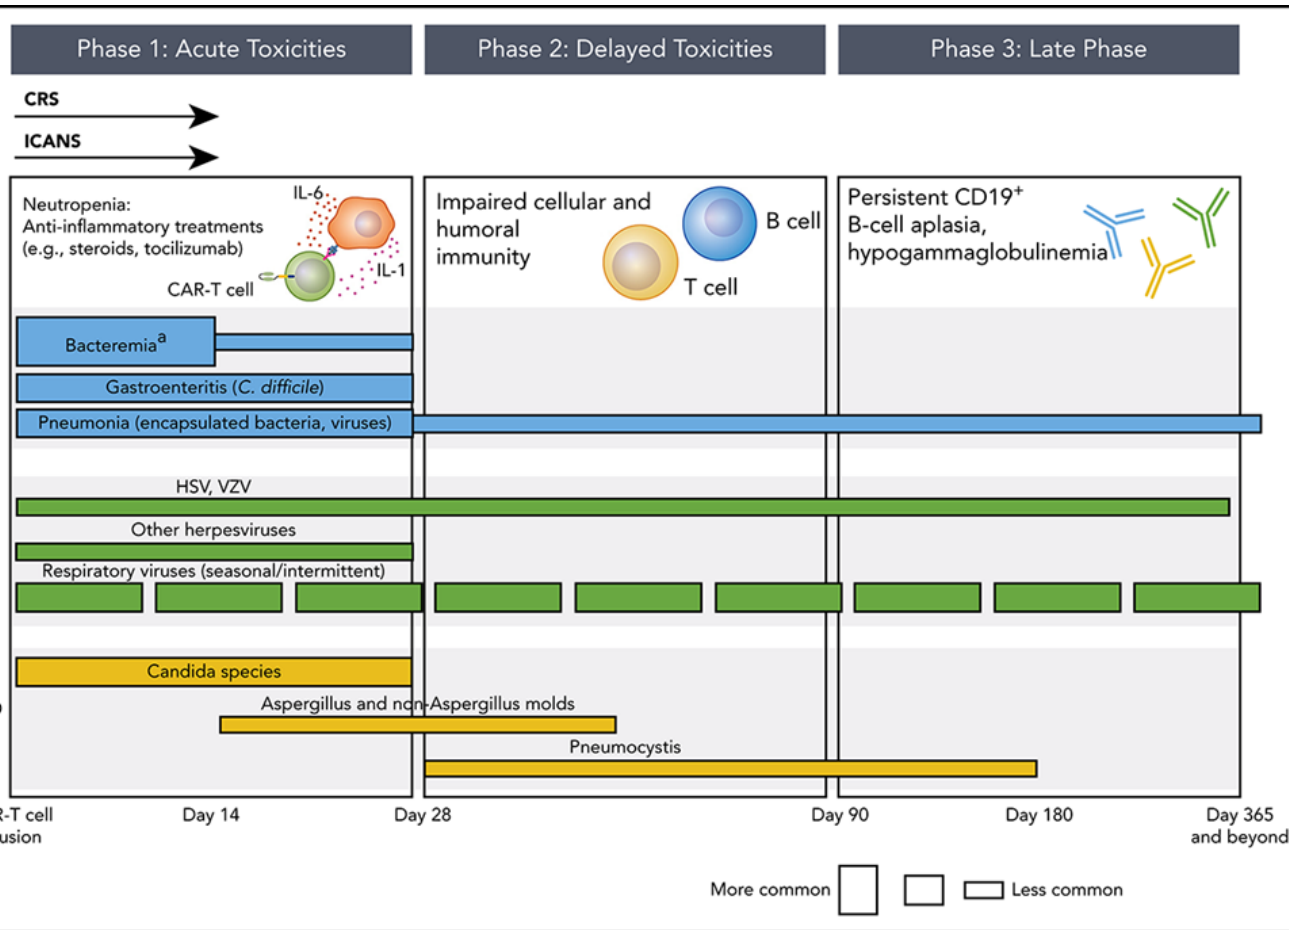 Phase 1: Acute Toxicities
Phase 2: Delayed Toxicities
Phase 3: Late Phase
CRS
ICANS
Neutropenia:
Anti-inflammatory treatments
(e.g., steroids, tocilizumab)
IL-6
IL-1
CAR-T cell
Impaired cellular and
humoral
immunity
B cell
T cell
Persistent CD19⁺
B-cell aplasia,
hypogammaglobulinemia
Bacteremiaᵃ
Gastroenteritis (C. difficile)
Pneumonia (encapsulated bacteria, viruses)
HSV, VZV
Other herpesviruses
Respiratory viruses (seasonal/intermittent)
Candida species
Aspergillus and non-Aspergillus molds
Pneumocystis
R-T cell
usion
Day 14
Day 28
Day 90
Day 180
Day 365
and beyond
More common
Less common